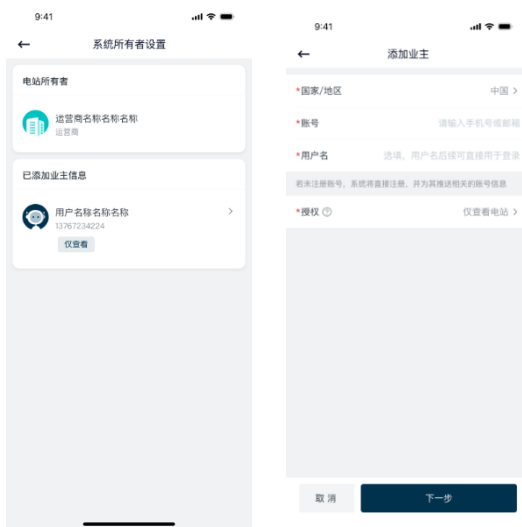 9:41
系统所有者设置
电站所有者
运营商名称名称名称
运营商
已添加业主信息
用户名称名称名称
13767234224
仅查看
9:41
添加业主
*国家/地区
中国
*账号
请输入手机号或邮箱
*用户名
选填，用户名后续可直接用于登录
若未注册账号，系统将直接注册，并为其推送相关的账号信息
*授权
仅查看电站
取消
下一步